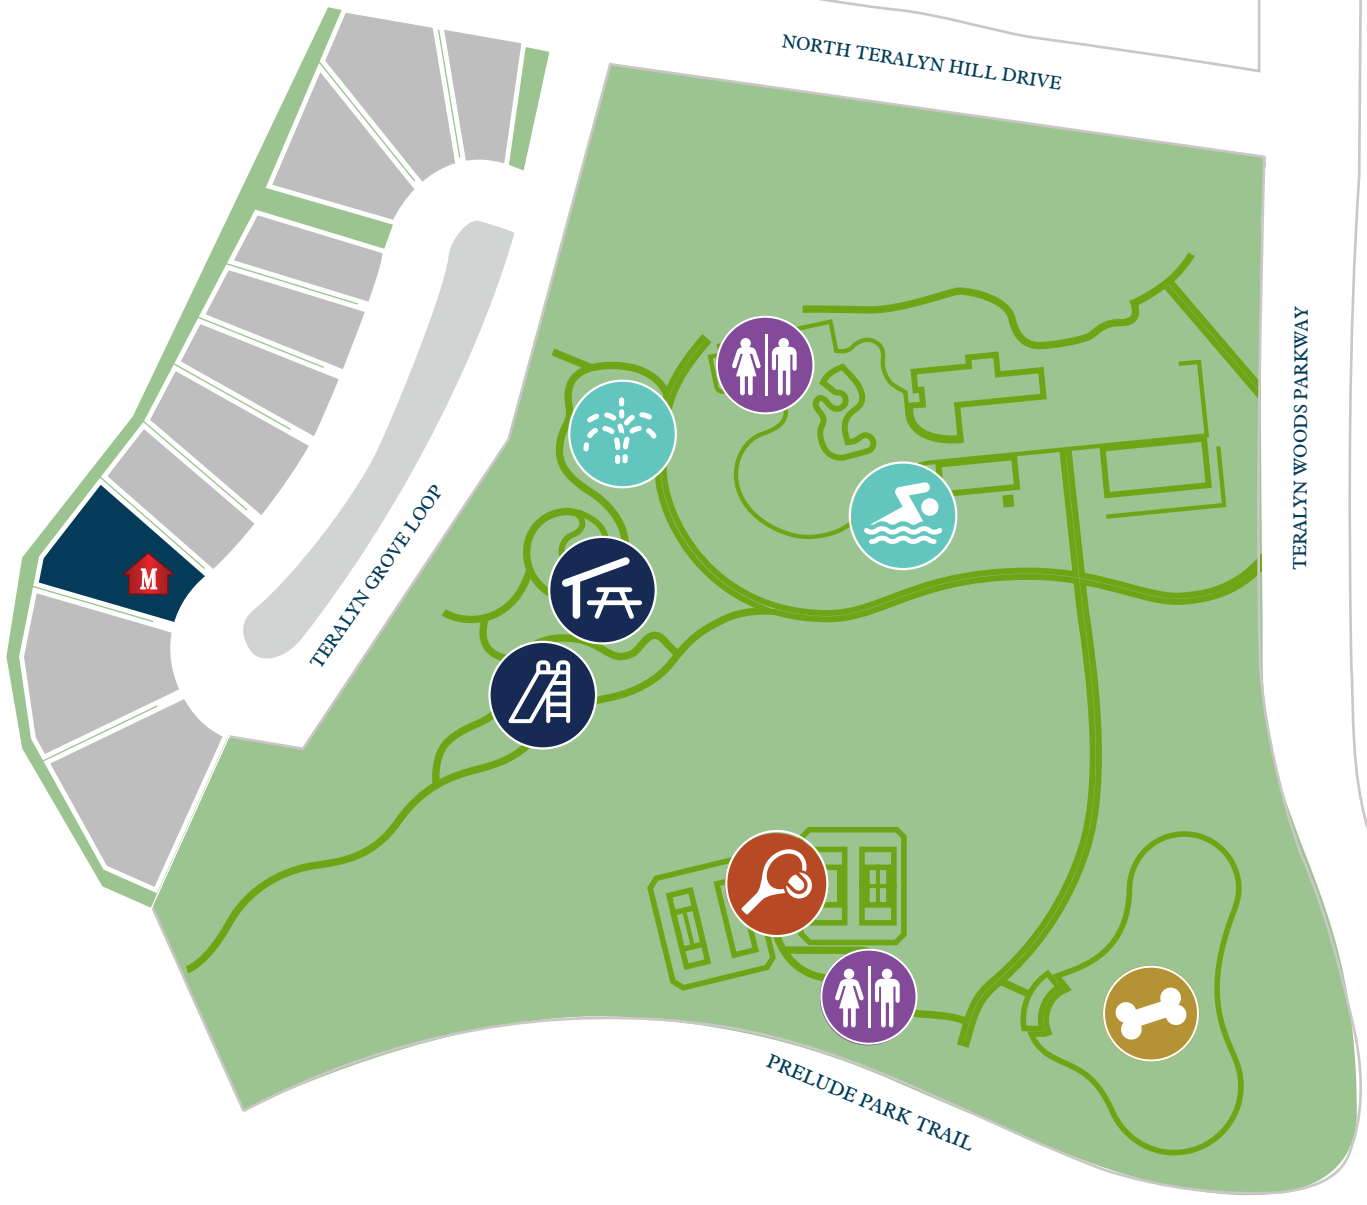 NORTH TERALYN HILL DRIVE
TERALYN WOODS PARKWAY
TERALYN GROVE LOOP
M
PRELUDE PARK TRAIL